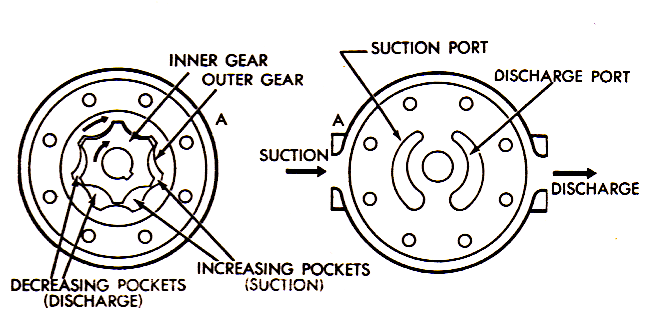 INNER GEAR
OUTER GEAR
A
DECREASING POCKETS
(DISCHARGE)
INCREASING POCKETS
(SUCTION)
SUCTION PORT
DISCHARGE PORT
A
SUCTION
DISCHARGE